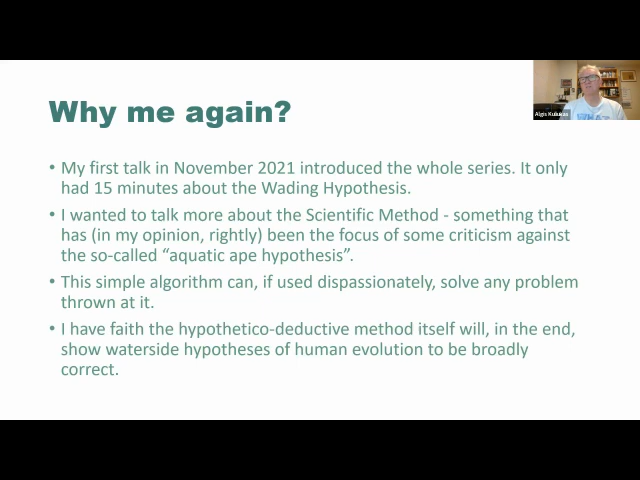 Why me again?
• My first talk in November 2021 introduced the whole series. It only
had 15 minutes about the Wading Hypothesis.
• I wanted to talk more about the Scientific Method - something that
has (in my opinion, rightly) been the focus of some criticism against
the so-called “aquatic ape hypothesis”.
• This simple algorithm can, if used dispassionately, solve any problem
thrown at it.
• I have faith the hypothetico-deductive method itself will, in the end,
show waterside hypotheses of human evolution to be broadly
correct.
Algis Kuliukas